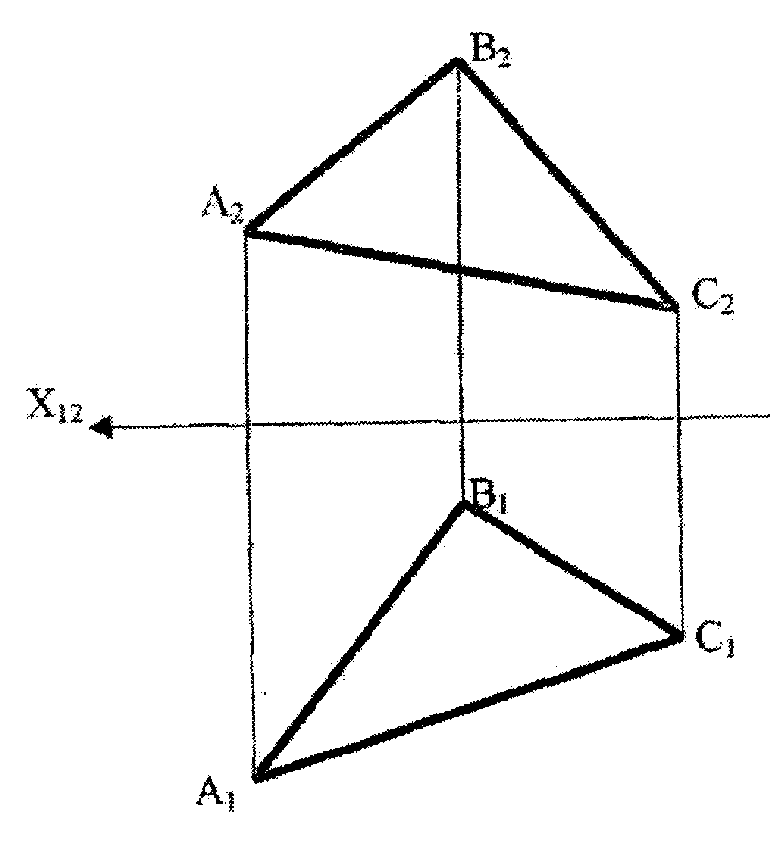 B₂
A₂
C₂
X₁₂
B₁
C₁
A₁